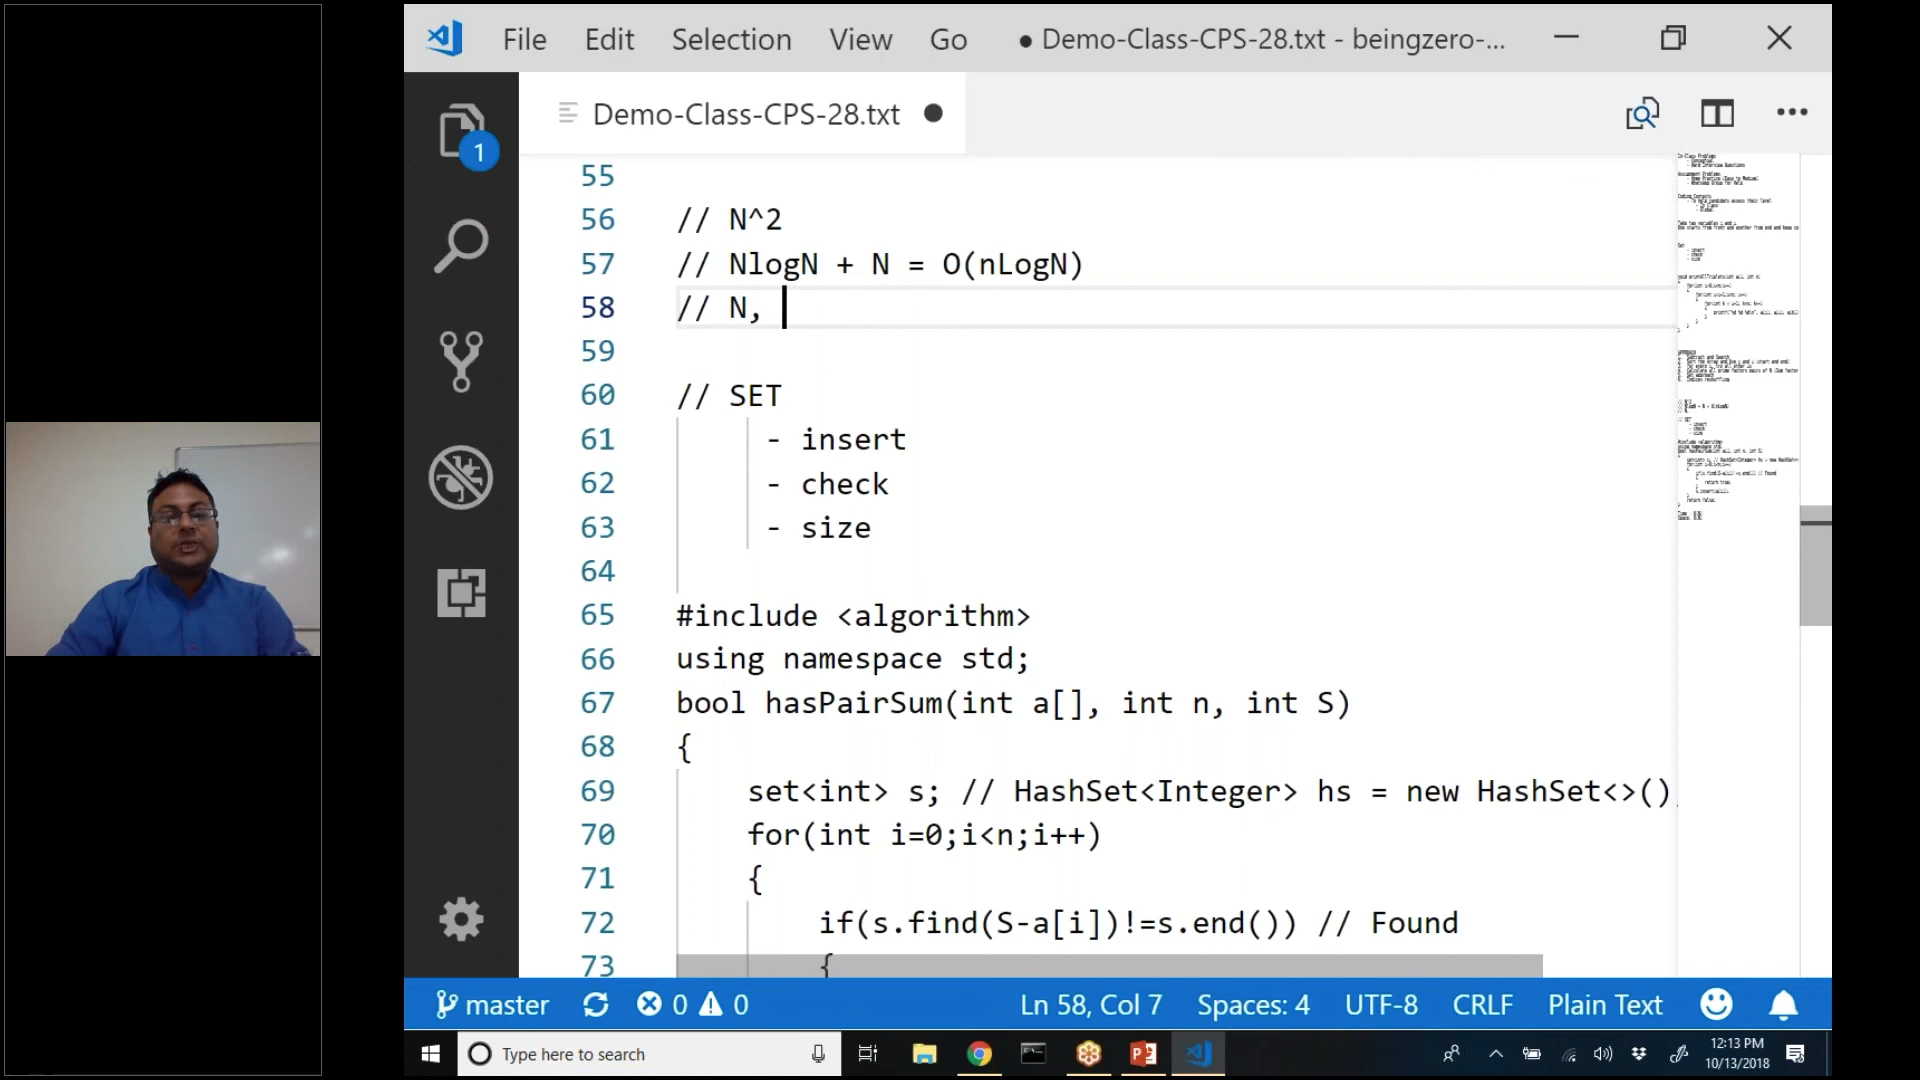 File Edit Selection View Go ● Demo-Class-CPS-28.txt - beingzero-...
Demo-Class-CPS-28.txt ●
1
55
56 // N^2
57 // NlogN + N = O(nLogN)
58 // N,
59
60 // SET
61 - insert
62 - check
63 - size
64
65 #include <algorithm>
66 using namespace std;
67 bool hasPairSum(int a[], int n, int S)
68 {
69 set<int> s; // HashSet<Integer> hs = new HashSet<>()
70 for(int i=0;i<n;i++)
71 {
72 if(s.find(S-a[i])!=s.end()) // Found
73 {
master 0 0 Ln 58, Col 7 Spaces: 4 UTF-8 CRLF Plain Text
Type here to search
12:13 PM
10/13/2018